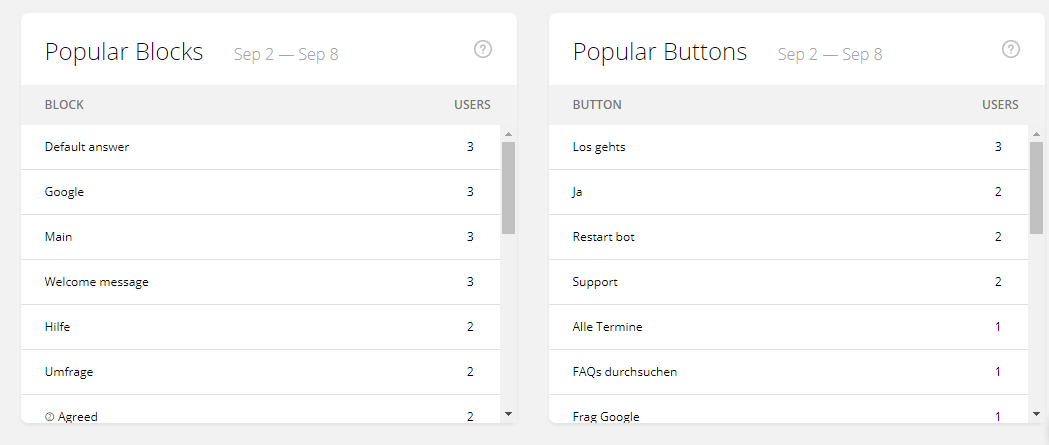 Popular Blocks Sep 2 — Sep 8
BLOCK USERS
Default answer 3
Google 3
Main 3
Welcome message 3
Hilfe 2
Umfrage 2
Agreed 2
Popular Buttons Sep 2 — Sep 8
BUTTON USERS
Los gehts 3
Ja 2
Restart bot 2
Support 2
Alle Termine 1
FAQs durchsuchen 1
Frag Google 1